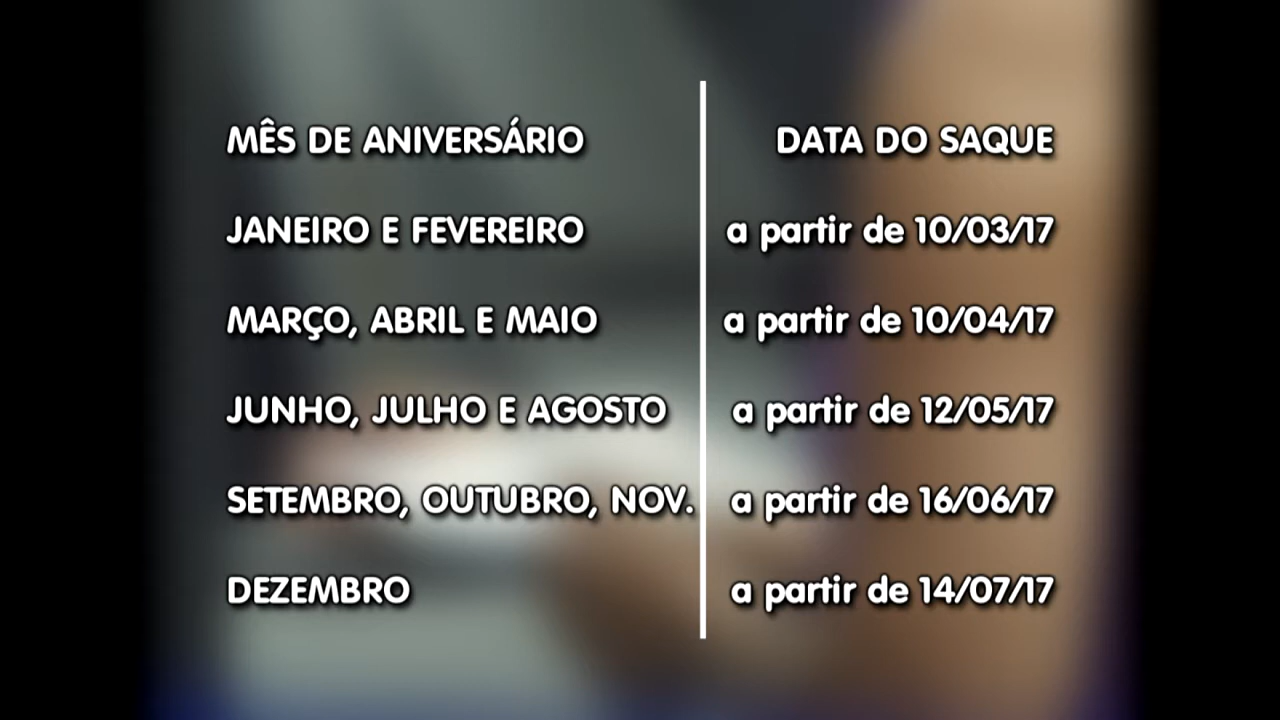 MÊS DE ANIVERSÁRIO DATA DO SAQUE
JANEIRO E FEVEREIRO a partir de 10/03/17
MARÇO, ABRIL E MAIO a partir de 10/04/17
JUNHO, JULHO E AGOSTO a partir de 12/05/17
SETEMBRO, OUTUBRO, NOV. a partir de 16/06/17
DEZEMBRO a partir de 14/07/17